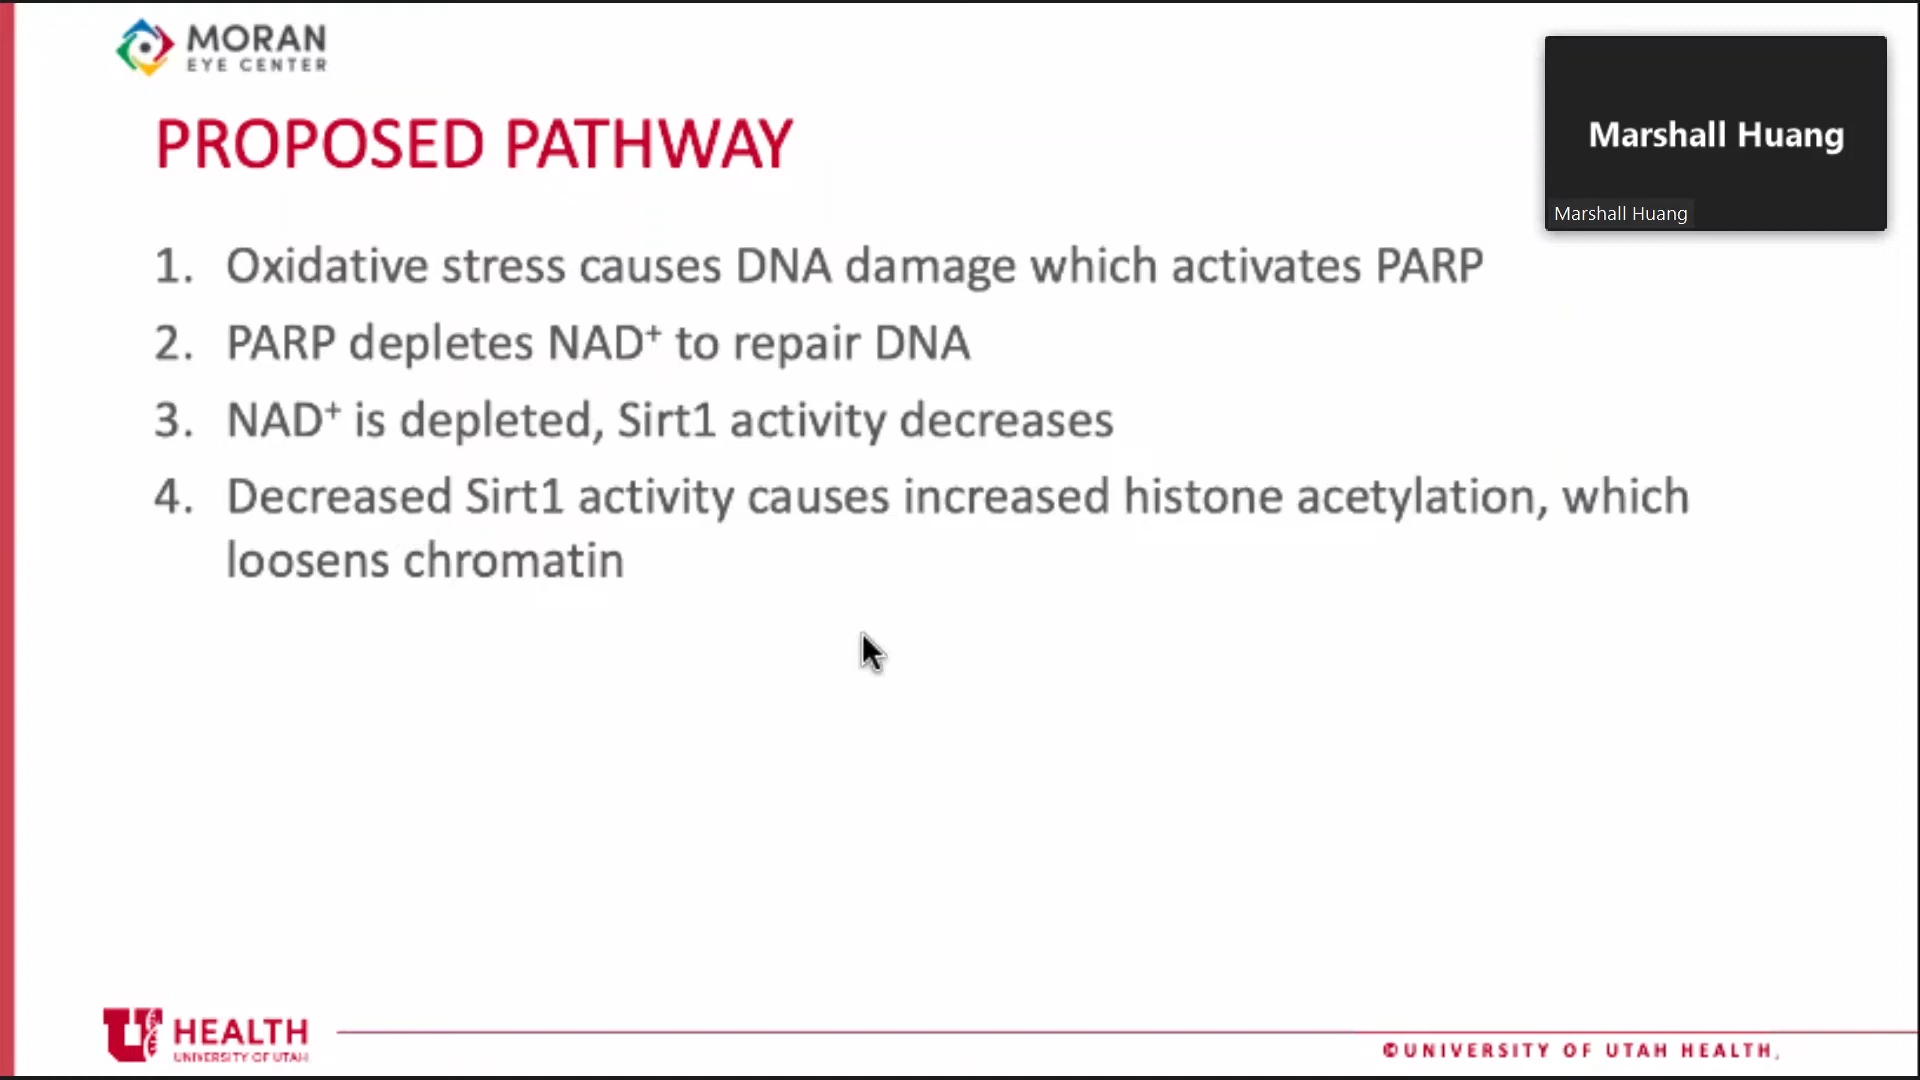 MORAN
EYE CENTER
PROPOSED PATHWAY
Marshall Huang
Marshall Huang
1. Oxidative stress causes DNA damage which activates PARP
2. PARP depletes NAD⁺ to repair DNA
3. NAD⁺ is depleted, Sirt1 activity decreases
4. Decreased Sirt1 activity causes increased histone acetylation, which
loosens chromatin
U HEALTH
UNIVERSITY OF UTAH
©UNIVERSITY OF UTAH HEALTH,